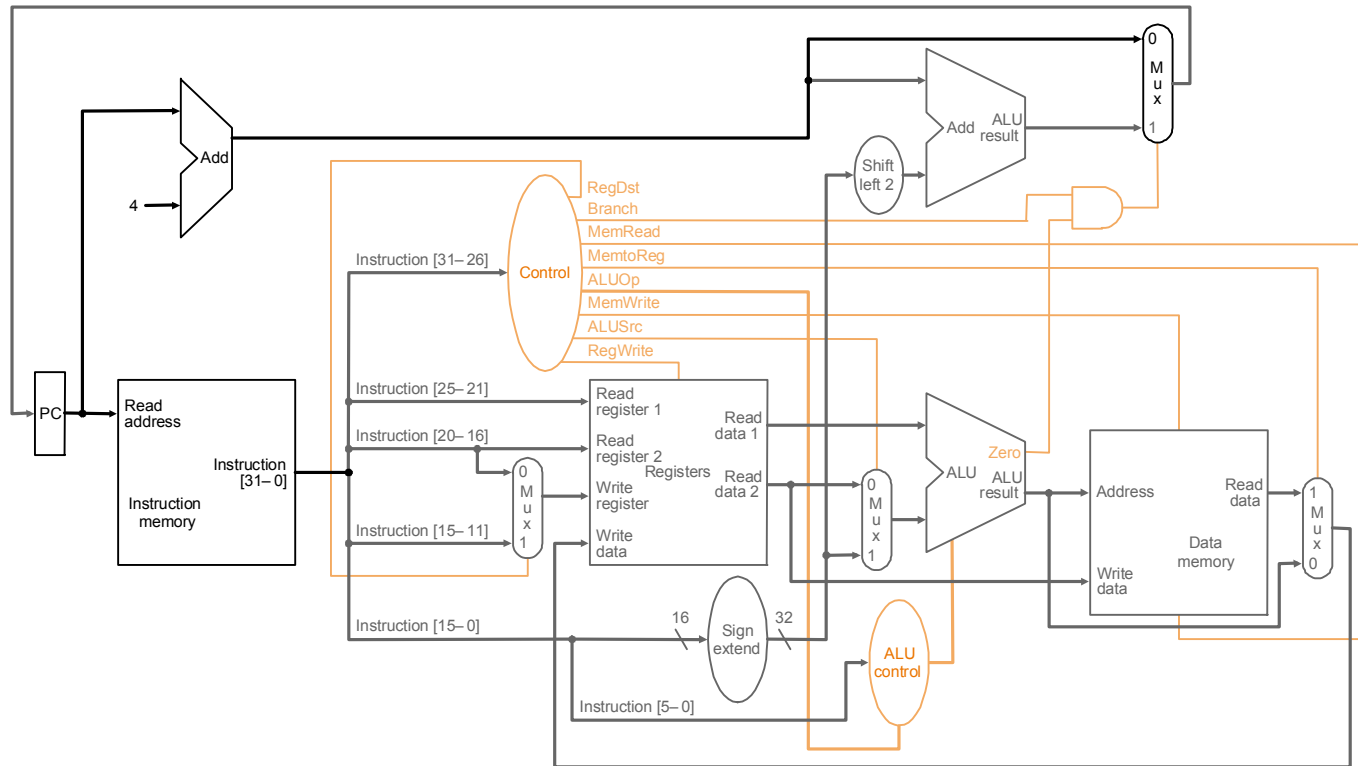 0
M
u
x
1
Add
ALU
result
Add
4
Shift
left 2
RegDst
Branch
MemRead
MemtoReg
ALUOp
MemWrite
ALUSrc
RegWrite
Control
Instruction [31–26]
PC
Read
address
Instruction
[31–0]
Instruction
memory
Instruction [25–21]
Instruction [20–16]
Instruction [15–11]
Instruction [15–0]
Instruction [5–0]
0
M
u
x
1
Read
register 1
Read
register 2
Write
register
Write
data
Registers
Read
data 1
Read
data 2
0
M
u
x
1
Zero
ALU
ALU
result
Address
Write
data
Read
data
Data
memory
1
M
u
x
0
16
Sign
extend
32
ALU
control